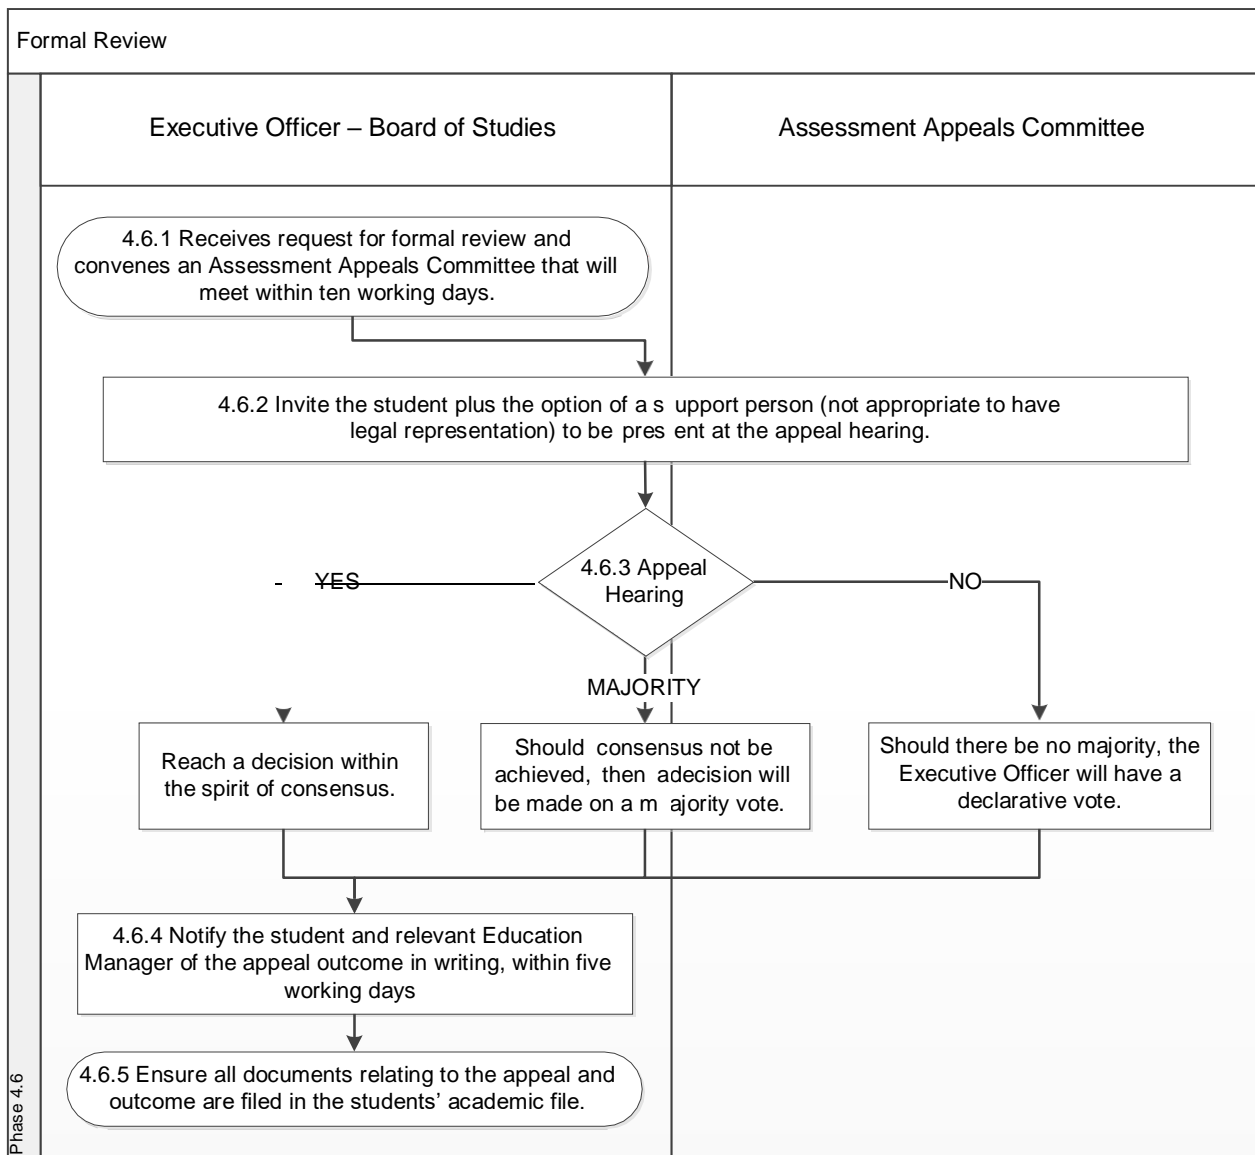 Formal Review
Executive Officer – Board of Studies
Assessment Appeals Committee
4.6.1 Receives request for formal review and
convenes an Assessment Appeals Committee that will
meet within ten working days.
4.6.2 Invite the student plus the option of a s upport person (not appropriate to have
legal representation) to be pres ent at the appeal hearing.
4.6.3 Appeal
Hearing
YES
NO
MAJORITY
Reach a decision within
the spirit of consensus.
Should consensus not be
achieved, then adecision will
be made on a m ajority vote.
Should there be no majority, the
Executive Officer will have a
declarative vote.
4.6.4 Notify the student and relevant Education
Manager of the appeal outcome in writing, within five
working days
4.6.5 Ensure all documents relating to the appeal and
outcome are filed in the students’ academic file.
Phase 4.6